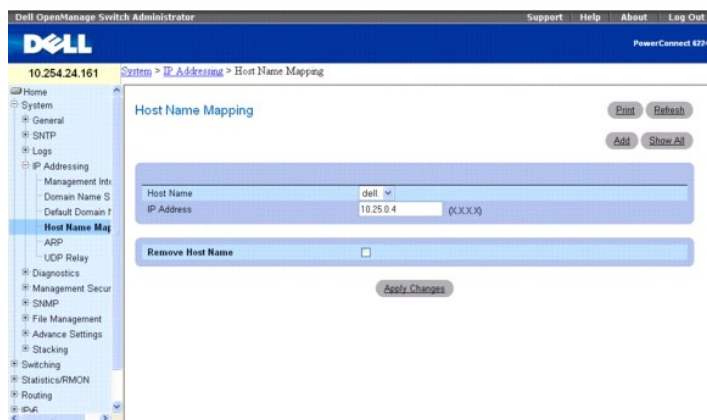 Dell OpenManage Switch Administrator Support Help About Log Out
DELL
PowerConnect 622
10.254.24.161
System > IP Addressing > Host Name Mapping
Home
System
General
SNTP
Logs
IP Addressing
Management Int
Domain Name S
Default Domain
Host Name Map
ARP
UDP Relay
Diagnostics
Management Secur
SNMP
File Management
Advance Settings
Stacking
Switching
Statistics/RMON
Routing
IPv6
Host Name Mapping
Print Refresh
Add Show All
Host Name dell
IP Address 10.25.0.4 (X.X.X.X)
Remove Host Name
Apply Changes